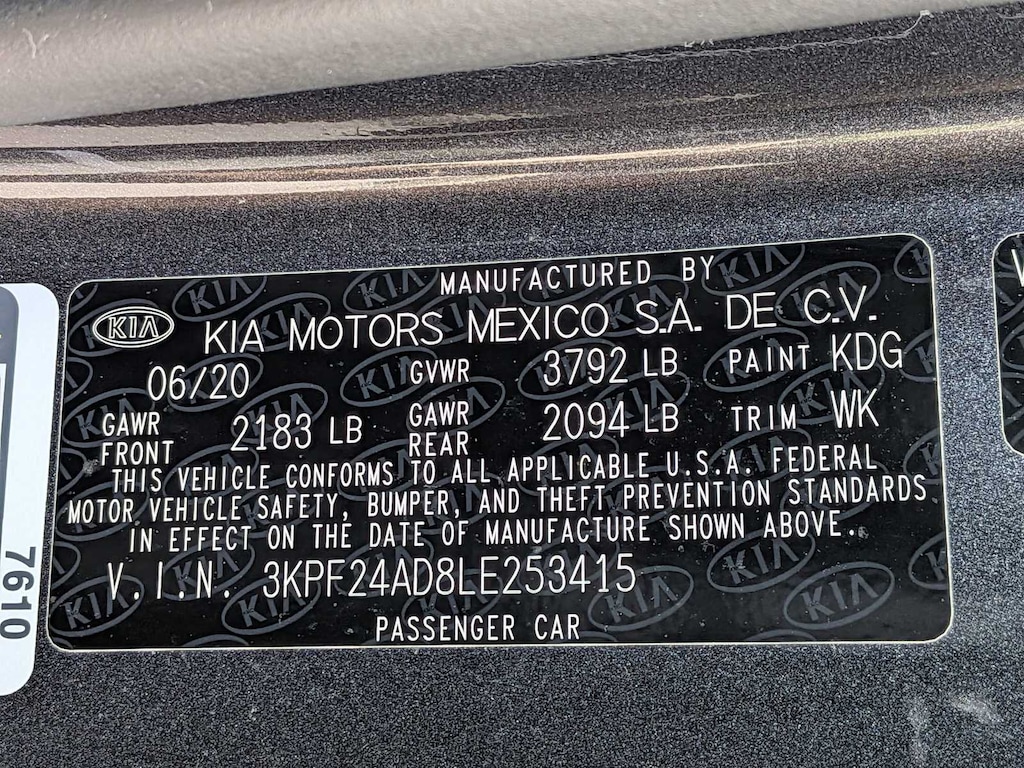 MANUFACTURED BY
KIA KIA MOTORS MEXICO S.A. DE C.V.
06/20 GVWR 3792 LB PAINT KDG
GAWR FRONT 2183 LB GAWR REAR 2094 LB TRIM WK
THIS VEHICLE CONFORMS TO ALL APPLICABLE U.S.A. FEDERAL
MOTOR VEHICLE SAFETY, BUMPER, AND THEFT PREVENTION STANDARDS
IN EFFECT ON THE DATE OF MANUFACTURE SHOWN ABOVE.
V.I.N. 3KPF24AD8LE253415
PASSENGER CAR
7610